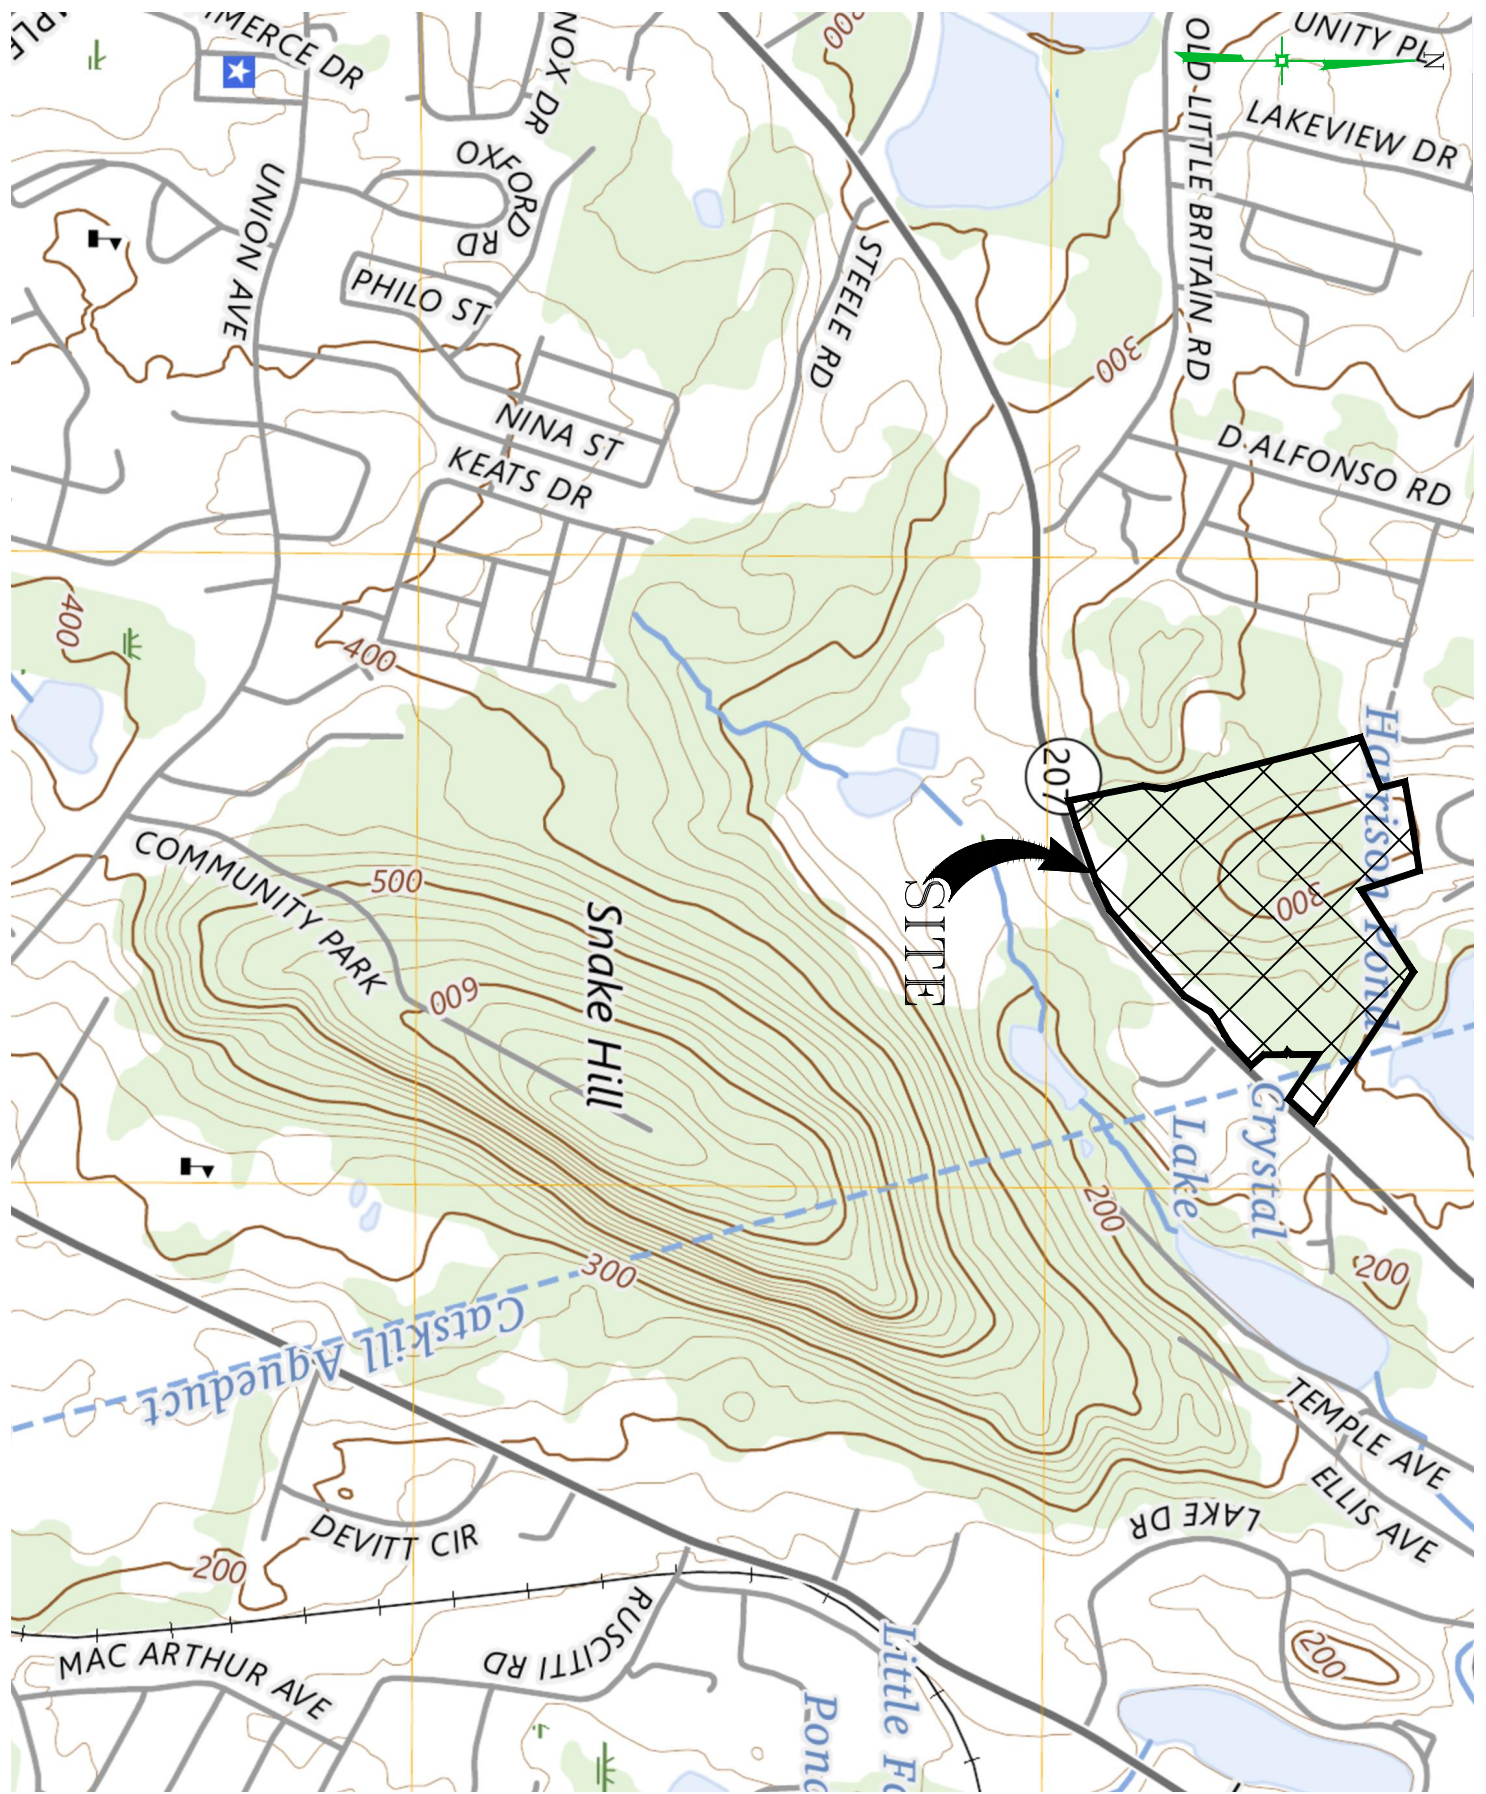 MERCE DR
NOX DR
300
OLD LITTLE BRITAIN RD
UNITY PL
N
LAKEVIEW DR
OXFORD
RD
UNION AVE
PHILO ST
STEELE RD
300
NINA ST
KEATS DR
D ALFONSO RD
400
400
207
Harrison Pond
COMMUNITY PARK
500
SITE
300
Snake Hill
600
Crystal
Lake
200
300
200
Catskill Aqueduct
TEMPLE AVE
ELLIS AVE
LAKE DR
DEVITT CIR
200
RUSCITTI RD
MAC ARTHUR AVE
200
Little Fo
Pond